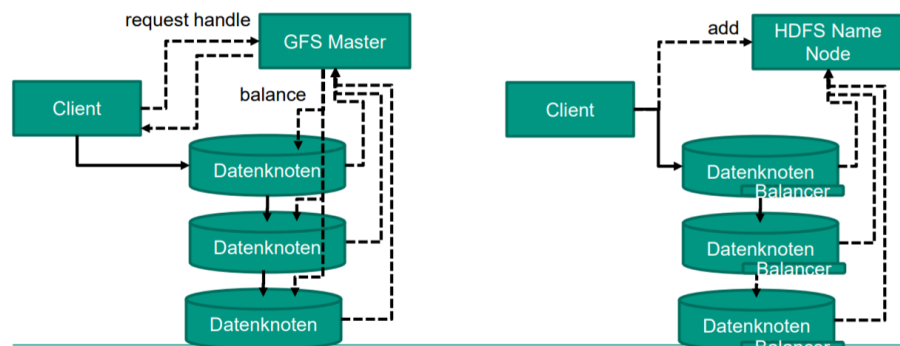 request handle
GFS Master
balance
Client
Datenknoten
Datenknoten
Datenknoten
add
HDFS Name
Node
Client
Datenknoten
Balancer
Datenknoten
Balancer
Datenknoten
Balancer